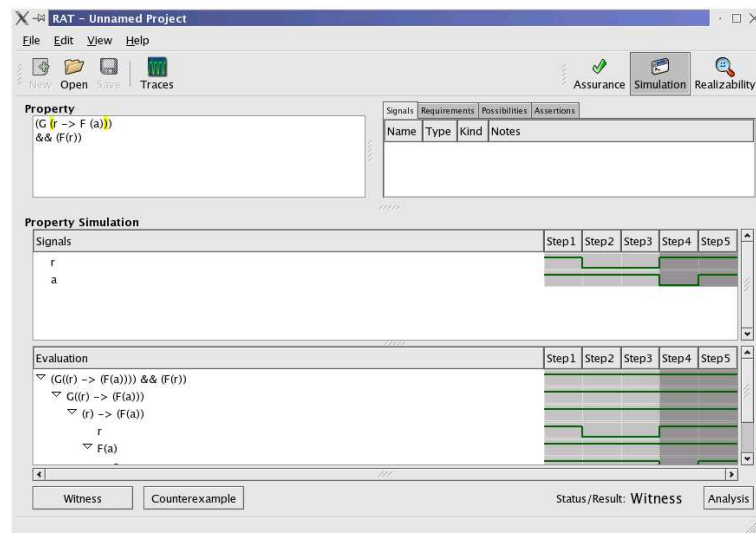 RAT - Unnamed Project
File Edit View Help
New Open Save Traces Assurance Simulation Realizability
Property
(G (r -> F (a)))
&& (F(r))
Signals Requirements Possibilities Assertions
Name Type Kind Notes
Property Simulation
Signals Step1 Step2 Step3 Step4 Step5
r
a
Evaluation Step1 Step2 Step3 Step4 Step5
(G((r) -> (F(a)))) && (F(r))
G((r) -> (F(a)))
(r) -> (F(a))
r
F(a)
Witness Counterexample Status/Result: Witness Analysis